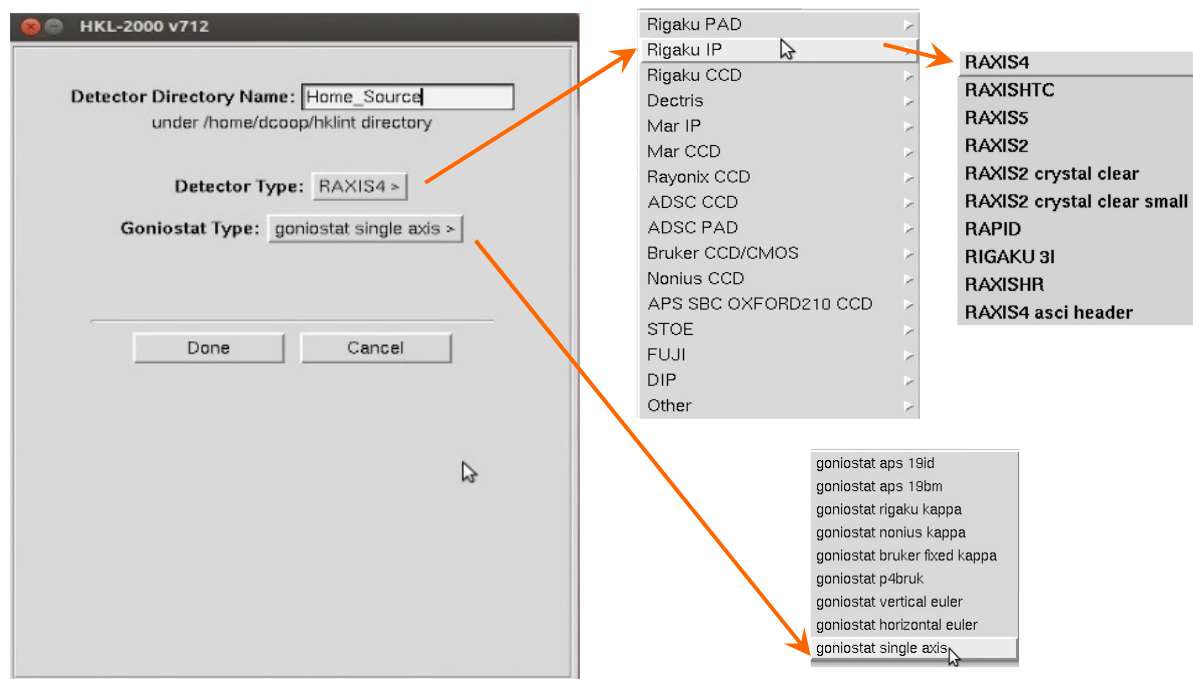 HKL-2000 v712
Detector Directory Name: Home_Source
under /home/dcoop/hklint directory
Detector Type: RAXIS4 >
Goniostat Type: goniostat single axis >
Done Cancel
Rigaku PAD
Rigaku IP
Rigaku CCD
Dectris
Mar IP
Mar CCD
Rayonix CCD
ADSC CCD
ADSC PAD
Bruker CCD/CMOS
Nonius CCD
APS SBC OXFORD210 CCD
STOE
FUJI
DIP
Other
RAXIS4
RAXISHTC
RAXIS5
RAXIS2
RAXIS2 crystal clear
RAXIS2 crystal clear small
RAPID
RIGAKU 3I
RAXISHR
RAXIS4 asci header
goniostat aps 19id
goniostat aps 19bm
goniostat rigaku kappa
goniostat nonius kappa
goniostat bruker fixed kappa
goniostat p4bruk
goniostat vertical euler
goniostat horizontal euler
goniostat single axis